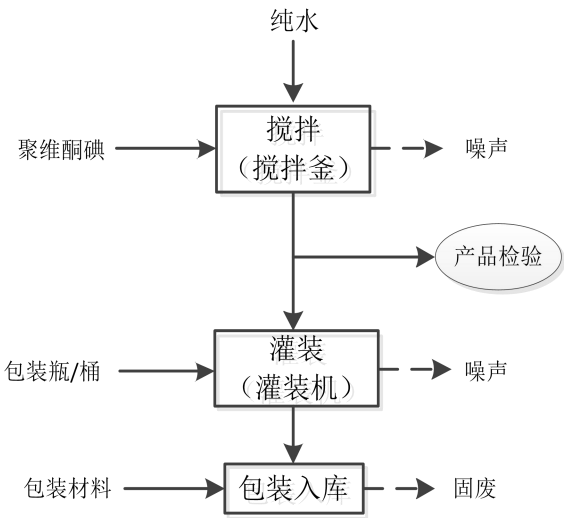 纯水
搅拌
（搅拌釜）
聚维酮碘
噪声
产品检验
灌装
（灌装机）
包装瓶/桶
噪声
包装材料
包装入库
固废